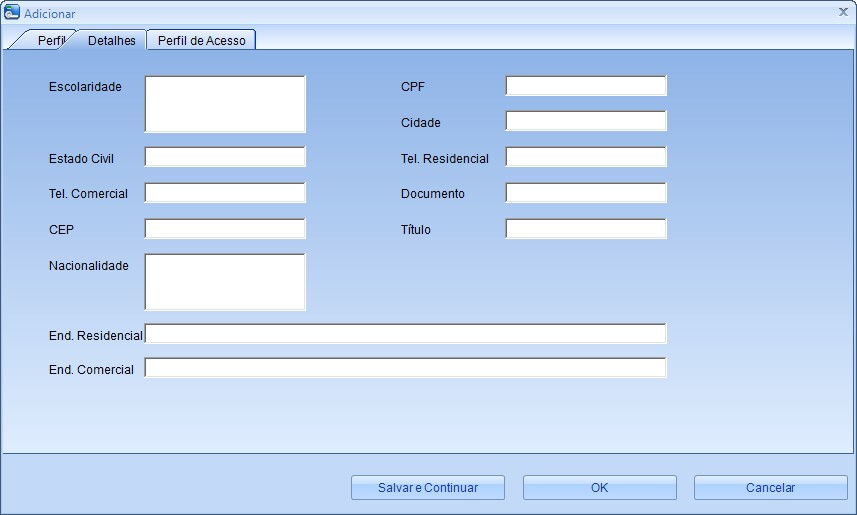 Adicionar
Perfil Detalhes Perfil de Acesso
Escolaridade CPF
Cidade
Estado Civil Tel. Residencial
Tel. Comercial Documento
CEP Título
Nacionalidade
End. Residencial
End. Comercial
Salvar e Continuar OK Cancelar